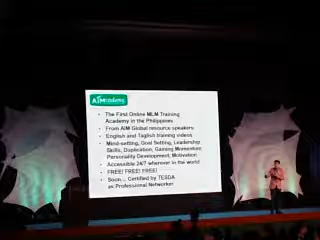 AIMcademy
• The First Online MLM Training
Academy in the Philippines
• From AIM Global resource speakers
• English and Taglish training videos
• Mind-setting, Goal Setting, Leadership
Skills, Duplication, Gaining Momentum,
Personality Development, Motivation
• Accessible 24/7 wherever in the world
• FREE! FREE! FREE!
• Soon... Certified by TESDA
as Professional Networker